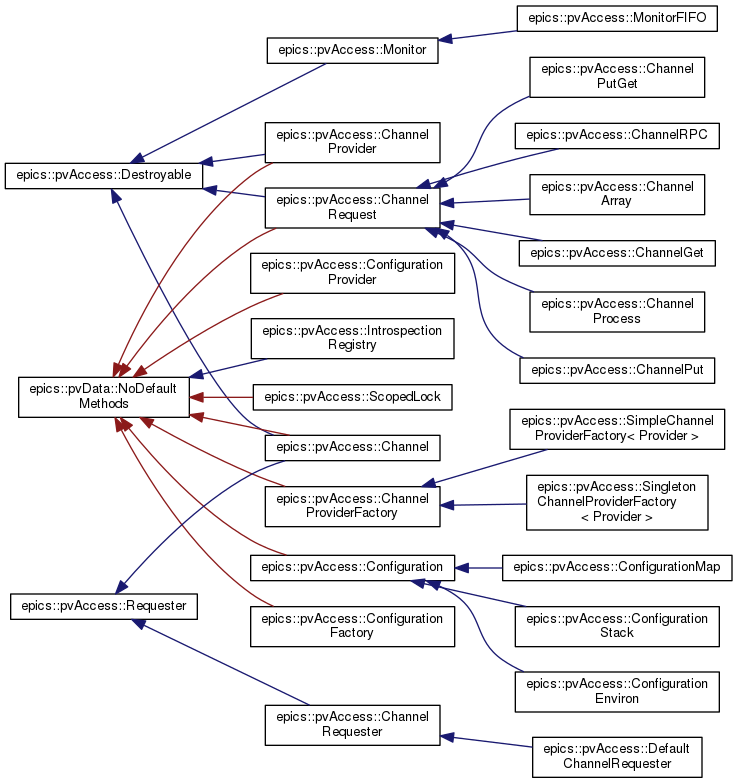 epics::pvAccess::MonitorFIFO
epics::pvAccess::Monitor
epics::pvAccess::Channel
PutGet
epics::pvAccess::ChannelRPC
epics::pvAccess::Channel
Provider
epics::pvAccess::Destroyable
epics::pvAccess::Channel
Array
epics::pvAccess::Channel
Request
epics::pvAccess::ChannelGet
epics::pvAccess::Configuration
Provider
epics::pvAccess::Channel
Process
epics::pvAccess::Introspection
Registry
epics::pvAccess::ChannelPut
epics::pvData::NoDefault
Methods
epics::pvAccess::ScopedLock
epics::pvAccess::SimpleChannel
ProviderFactory< Provider >
epics::pvAccess::Channel
epics::pvAccess::Channel
ProviderFactory
epics::pvAccess::Singleton
ChannelProviderFactory
< Provider >
epics::pvAccess::Configuration
epics::pvAccess::ConfigurationMap
epics::pvAccess::Requester
epics::pvAccess::Configuration
Factory
epics::pvAccess::Configuration
Stack
epics::pvAccess::Configuration
Environ
epics::pvAccess::Channel
Requester
epics::pvAccess::Default
ChannelRequester